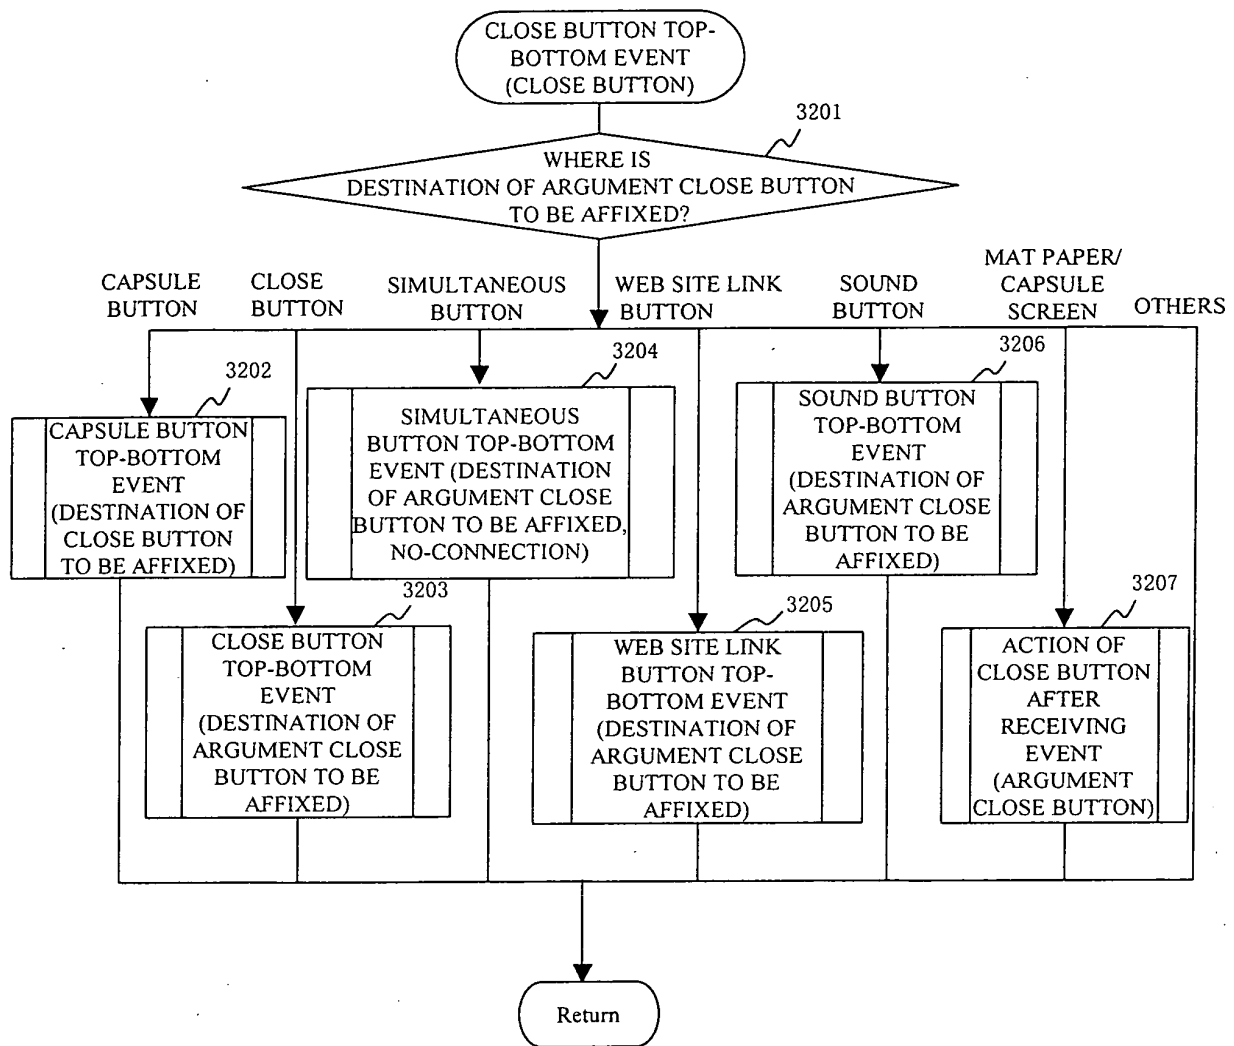 CLOSE BUTTON TOP-
BOTTOM EVENT
(CLOSE BUTTON)
3201
WHERE IS
DESTINATION OF ARGUMENT CLOSE BUTTON
TO BE AFFIXED?
CAPSULE
BUTTON
CLOSE
BUTTON
SIMULTANEOUS
BUTTON
WEB SITE LINK
BUTTON
SOUND
BUTTON
MAT PAPER/
CAPSULE
SCREEN
OTHERS
3202
CAPSULE BUTTON
TOP-BOTTOM
EVENT
(DESTINATION OF
CLOSE BUTTON
TO BE AFFIXED)
3204
SIMULTANEOUS
BUTTON TOP-BOTTOM
EVENT (DESTINATION
OF ARGUMENT CLOSE
BUTTON TO BE AFFIXED,
NO-CONNECTION)
3206
SOUND BUTTON
TOP-BOTTOM
EVENT
(DESTINATION OF
ARGUMENT CLOSE
BUTTON TO BE
AFFIXED)
3203
CLOSE BUTTON
TOP-BOTTOM
EVENT
(DESTINATION OF
ARGUMENT CLOSE
BUTTON TO BE
AFFIXED)
3205
WEB SITE LINK
BUTTON TOP-
BOTTOM EVENT
(DESTINATION OF
ARGUMENT CLOSE
BUTTON TO BE
AFFIXED)
3207
ACTION OF
CLOSE BUTTON
AFTER
RECEIVING
EVENT
(ARGUMENT
CLOSE BUTTON)
Return